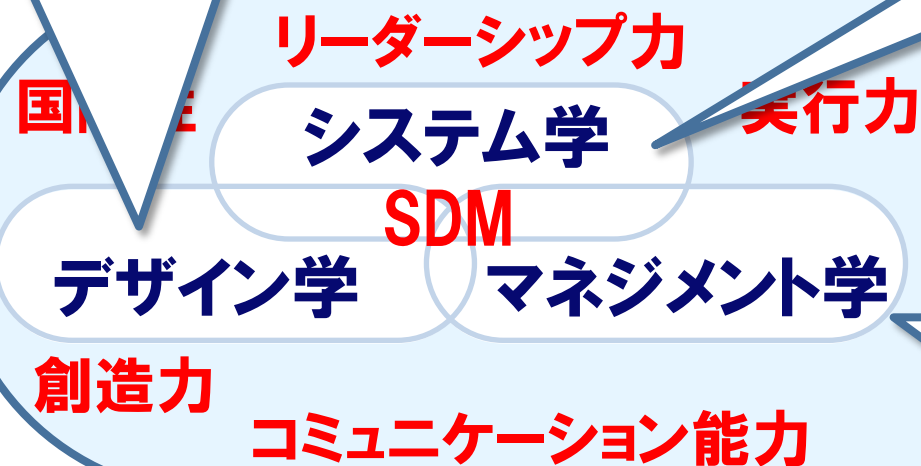 リーダーシップ力
実行力
システム学
SDM
デザイン学
マネジメント学
創造力
コミュニケーション能力